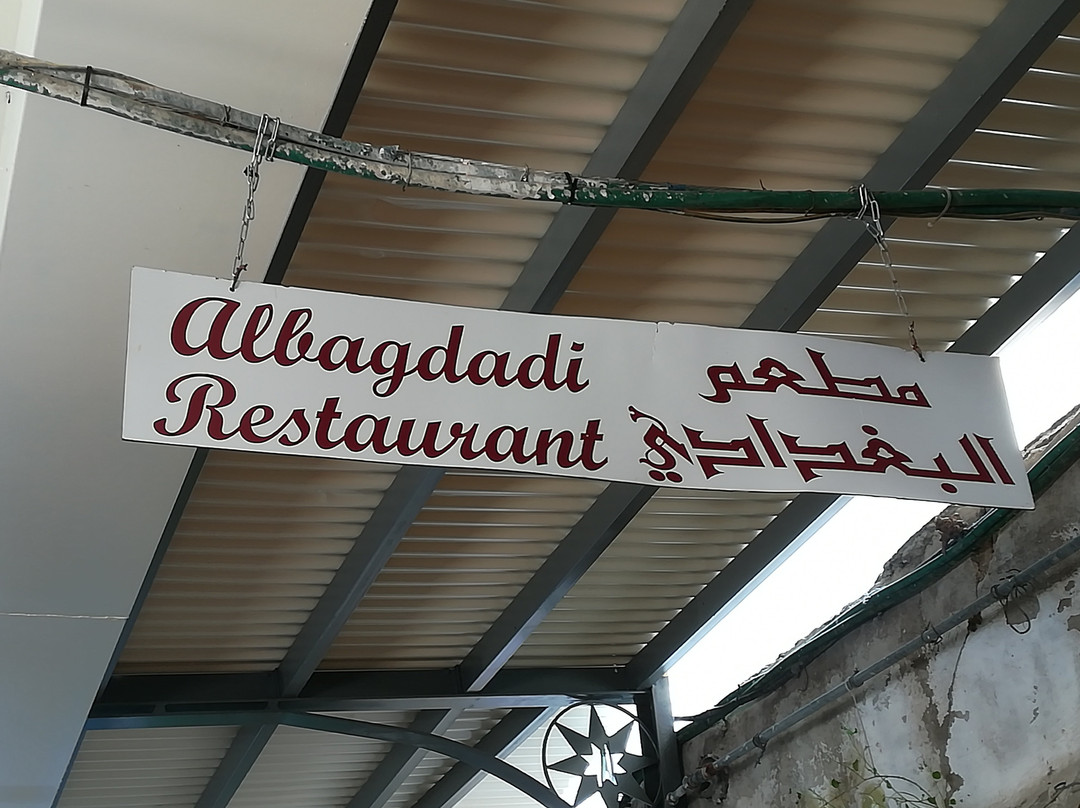 Albagdadi
Restaurant
مطعم
البغدادي